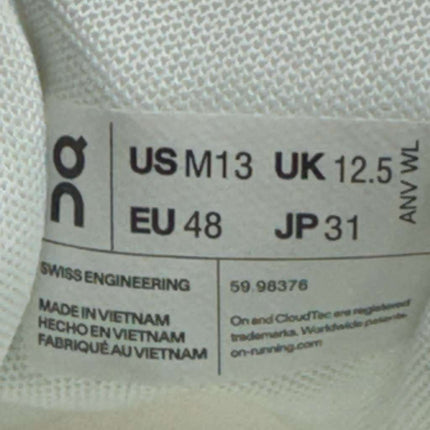 On
US M13 UK 12.5
EU 48 JP 31
ANV WL
SWISS ENGINEERING
MADE IN VIETNAM
HECHO EN VIETNAM
FABRIQUÉ AU VIETNAM
59.98376
On and CloudTec are registered
trademarks. Worldwide patents.
on-running.com